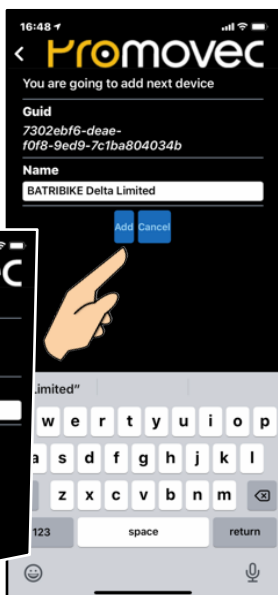 16:48
Promovec
You are going to add next device
Guid
7302ebf6-deae-
f0f8-9ed9-7c1ba804034b
Name
BATRIBIKE Delta Limited
Add Cancel
Limited"
w e r t y u i o p
a s d f g h j k l
z x c v b n m
123 space return